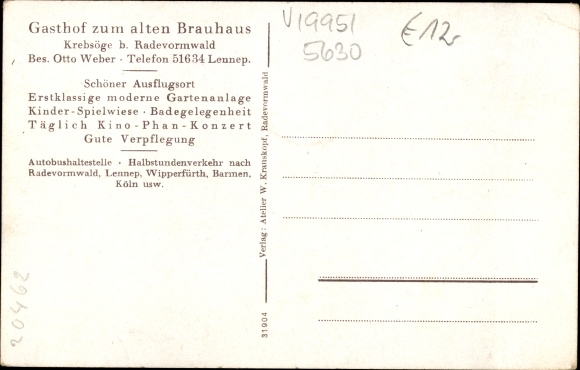 Gasthof zum alten Brauhaus
Krebsöge b. Radevormwald
Bes. Otto Weber · Telefon 51634 Lennep.
Schöner Ausflugsort
Erstklassige moderne Gartenanlage
Kinder-Spielwiese · Badegelegenheit
Täglich Kino-Phan-Konzert
Gute Verpflegung
Autobushaltestelle · Halbstundenverkehr nach
Radevormwald, Lennep, Wipperfürth, Barmen,
Köln usw.
Verlag: Atelier W. Krauskopf, Radevormwald
31904
V19951
5630
€12,-
20462